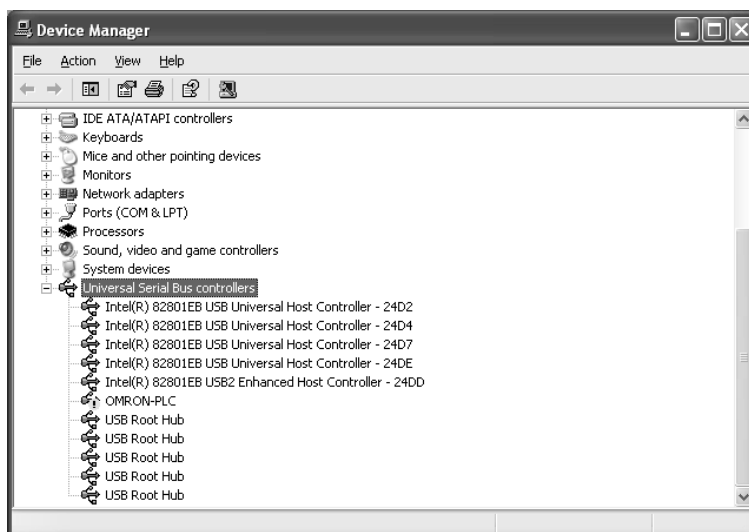 Device Manager
File Action View Help
IDE ATA/ATAPI controllers
Keyboards
Mice and other pointing devices
Monitors
Network adapters
Ports (COM & LPT)
Processors
Sound, video and game controllers
System devices
Universal Serial Bus controllers
Intel(R) 82801EB USB Universal Host Controller - 24D2
Intel(R) 82801EB USB Universal Host Controller - 24D4
Intel(R) 82801EB USB Universal Host Controller - 24D7
Intel(R) 82801EB USB Universal Host Controller - 24DE
Intel(R) 82801EB USB2 Enhanced Host Controller - 24DD
OMRON-PLC
USB Root Hub
USB Root Hub
USB Root Hub
USB Root Hub
USB Root Hub